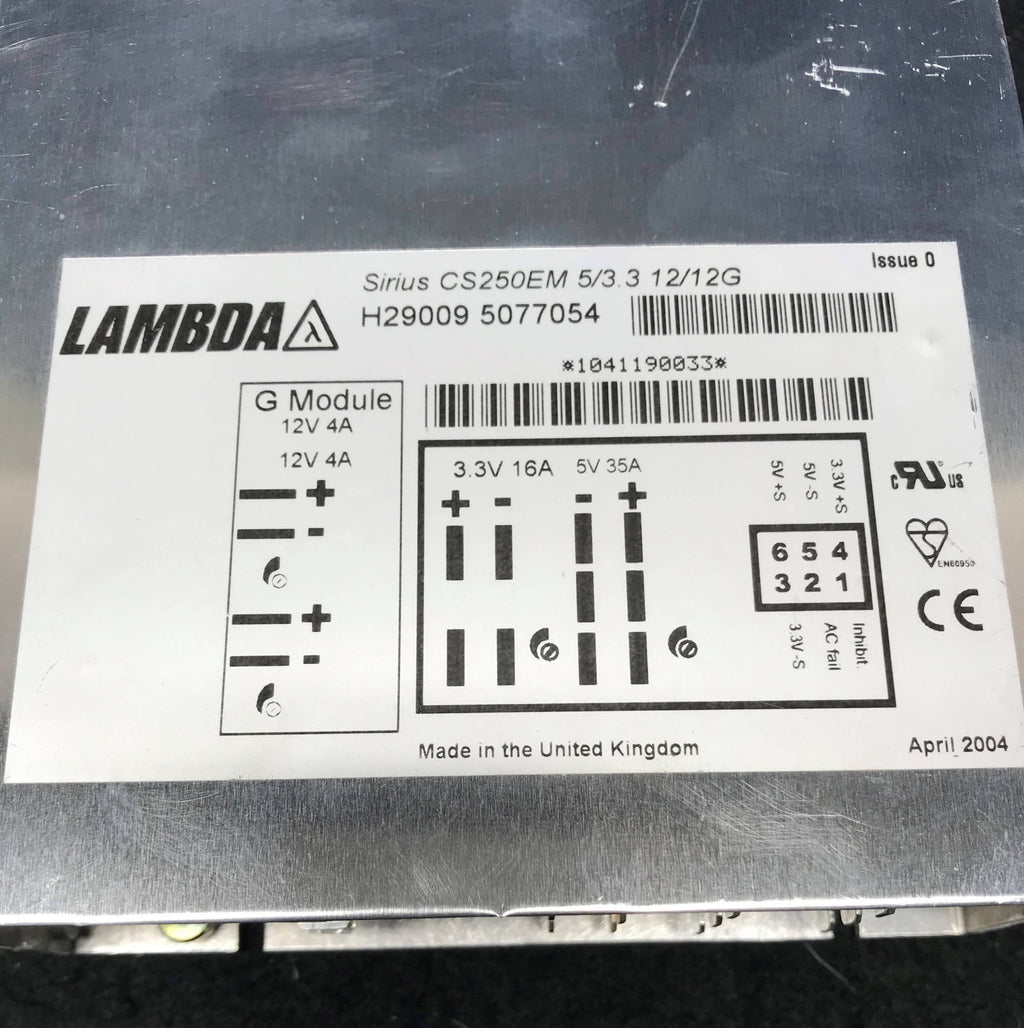 Issue 0
Sirius CS250EM 5/3.3 12/12G
LAMBDA λ
H29009 5077054
*1041190033*
G Module
12V 4A
12V 4A
+
-
+
-
3.3V 16A 5V 35A
+ - - +
5V +S
5V -S
3.3V +S
6 5 4
3 2 1
3.3V -S
AC fail
Inhibit.
c RU US
EN60950
CE
Made in the United Kingdom
April 2004